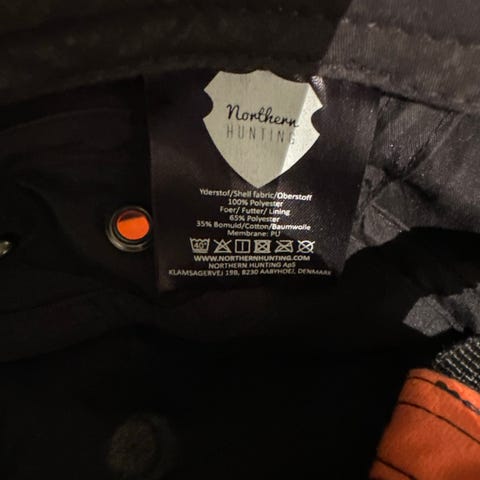 Northern
HUNTING
Yderstof/Shell fabric/Oberstoff
100% Polyester
Foer/ Futter/ Lining
65% Polyester
35% Bomuld/Cotton/Baumwolle
Membrane: PU
40°
WWW.NORTHERNHUNTING.COM
NORTHERN HUNTING ApS
KLAMSAGERVEJ 19B, 8230 AABYHOEJ, DENMARK